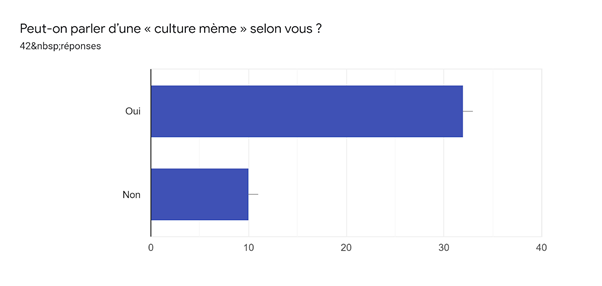 Peut-on parler d'une « culture mème » selon vous ?
42&nbsp;réponses
Oui
Non
0 10 20 30 40